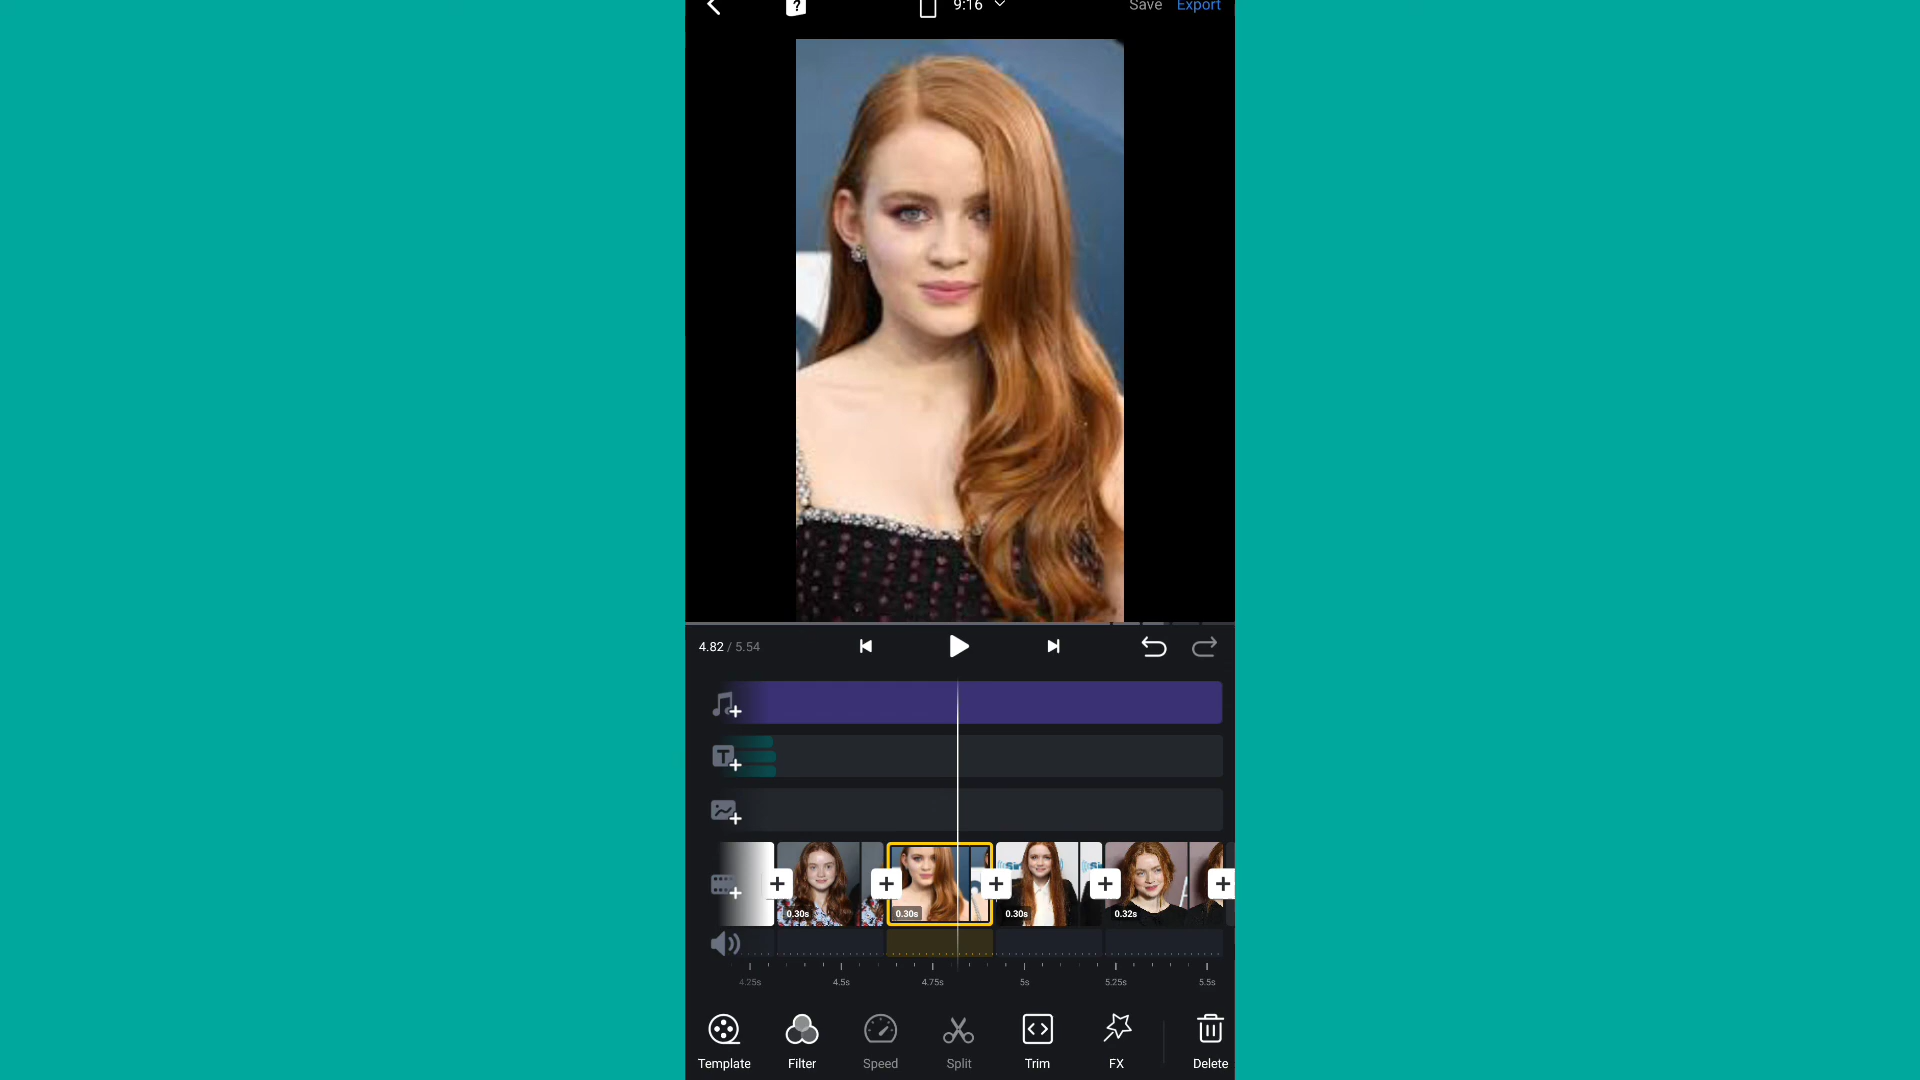 ?
9:16
Save
Export
4.82 / 5.54
T
0.30s
0.30s
0.30s
0.32s
4.25s
4.5s
4.75s
5s
5.25s
5.5s
Template
Filter
Speed
Split
Trim
FX
Delete